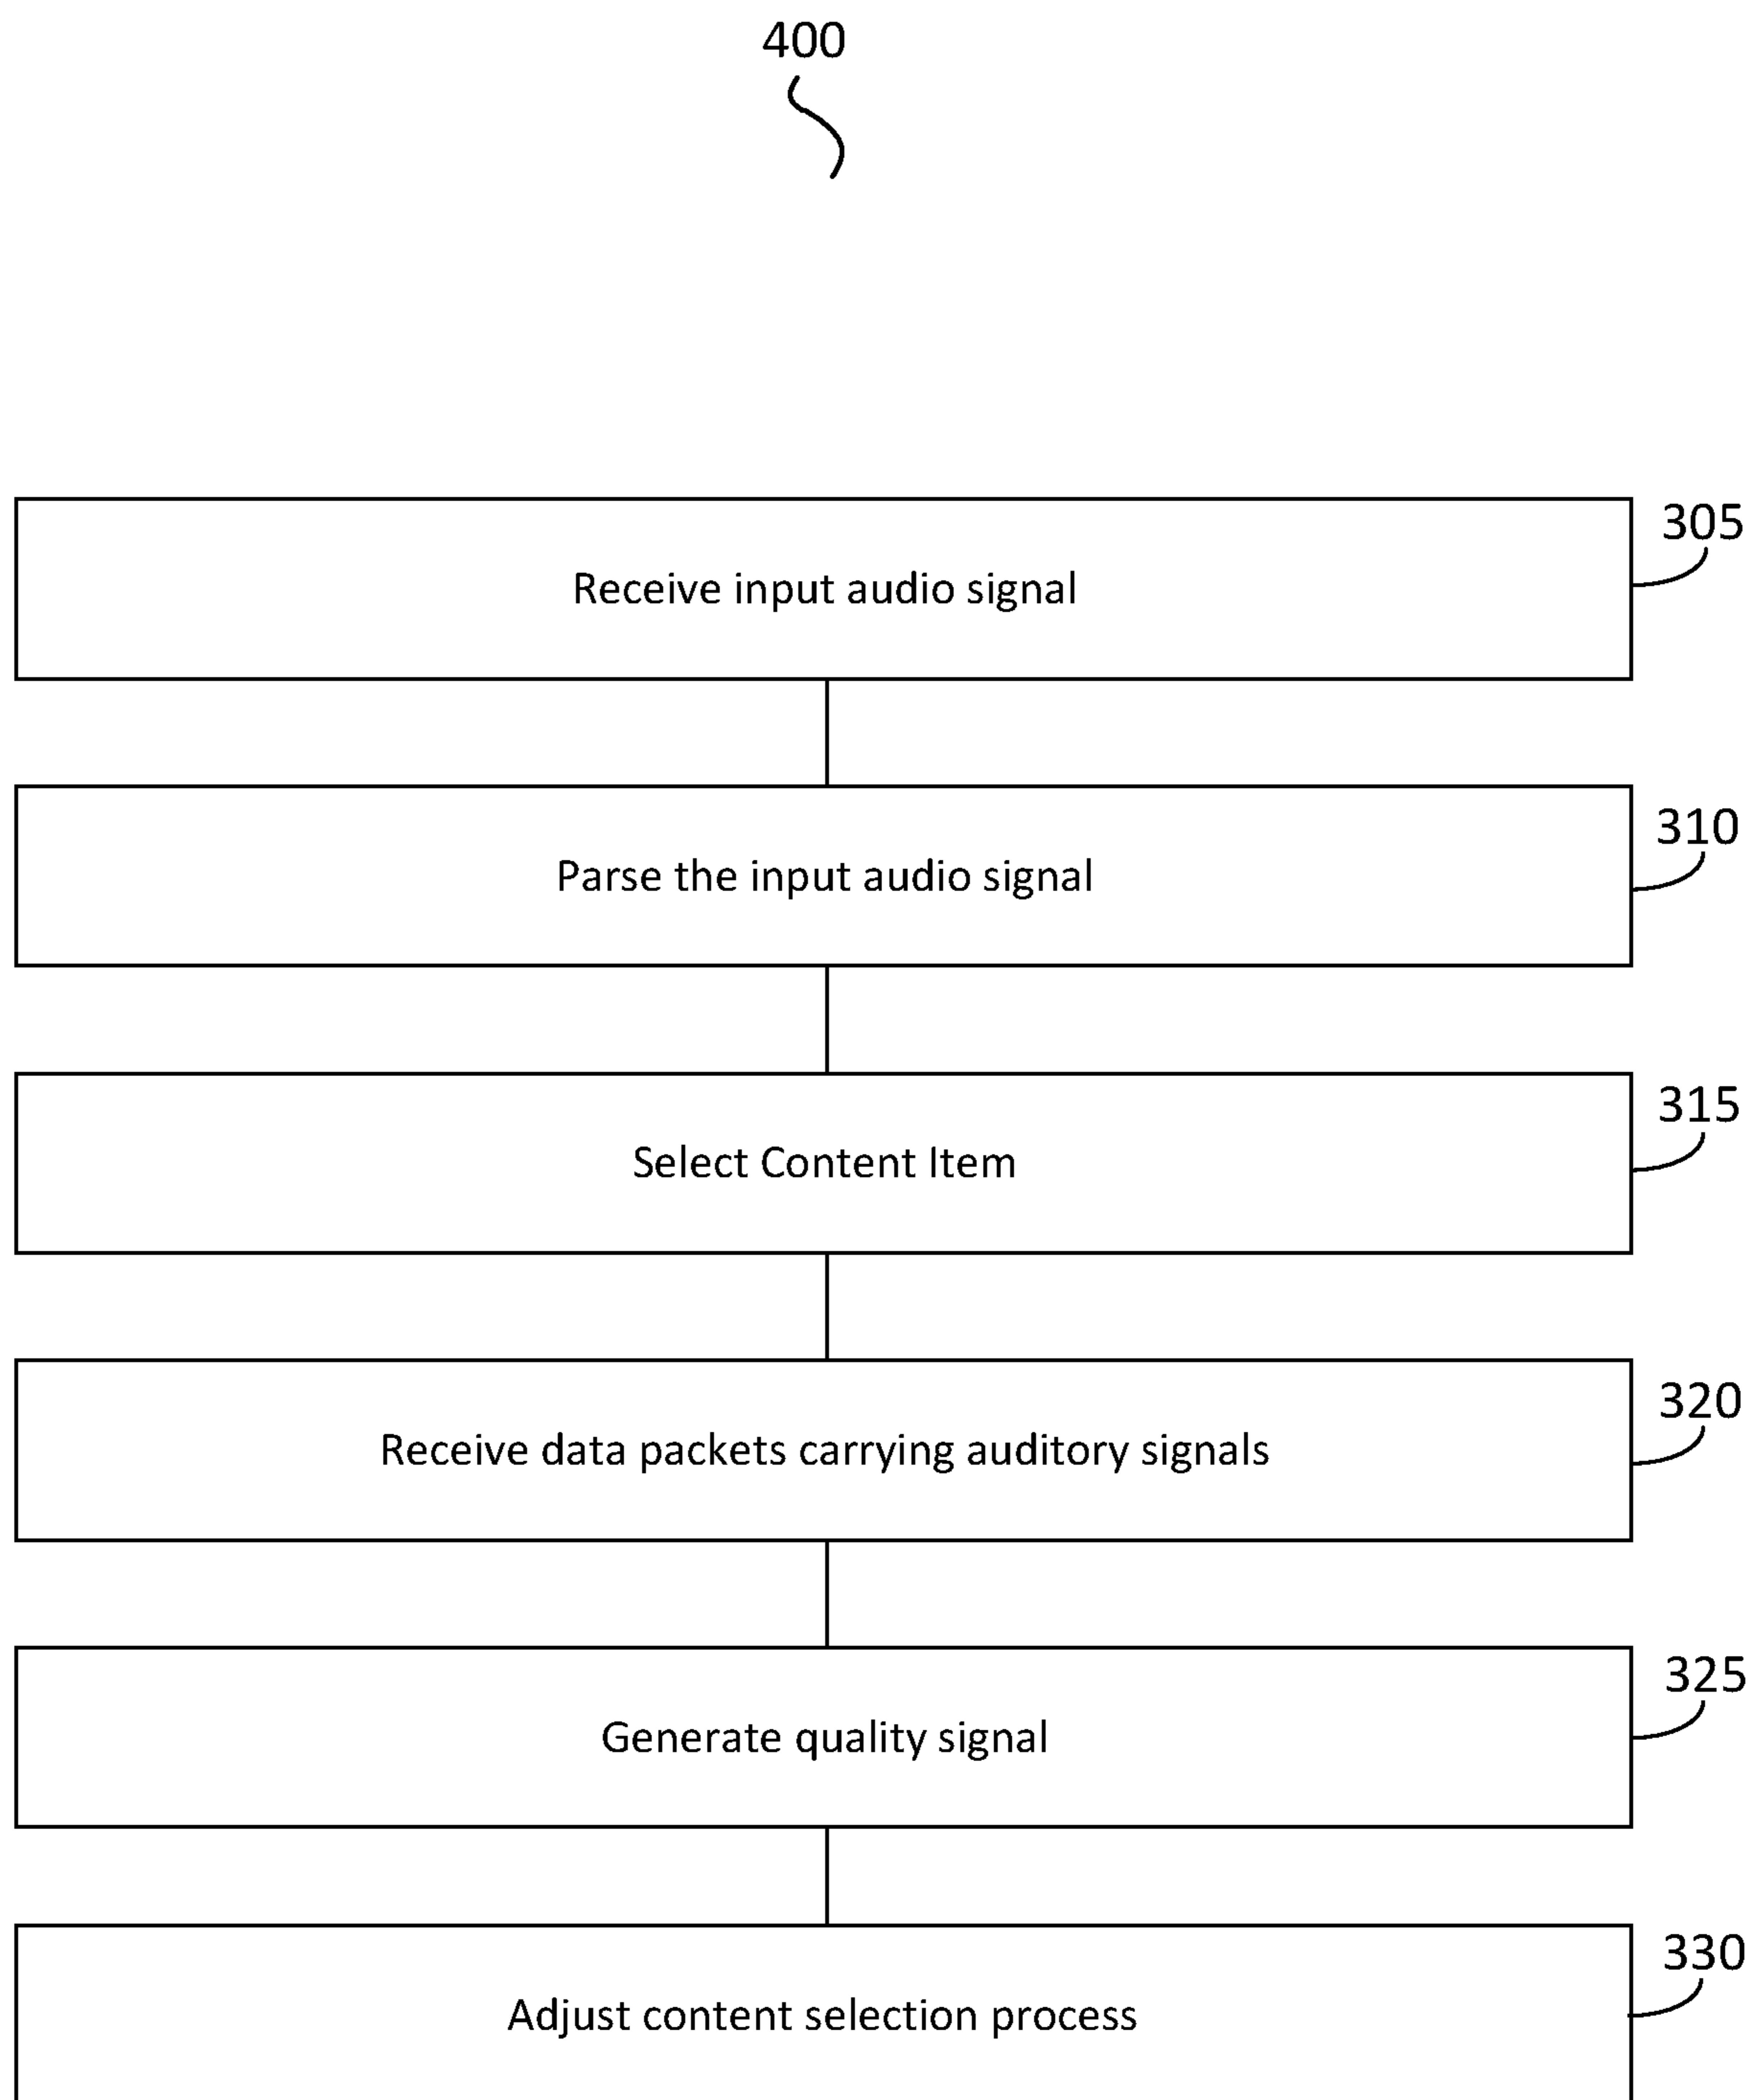 400
305
Receive input audio signal
310
Parse the input audio signal
315
Select Content Item
320
Receive data packets carrying auditory signals
325
Generate quality signal
330
Adjust content selection process